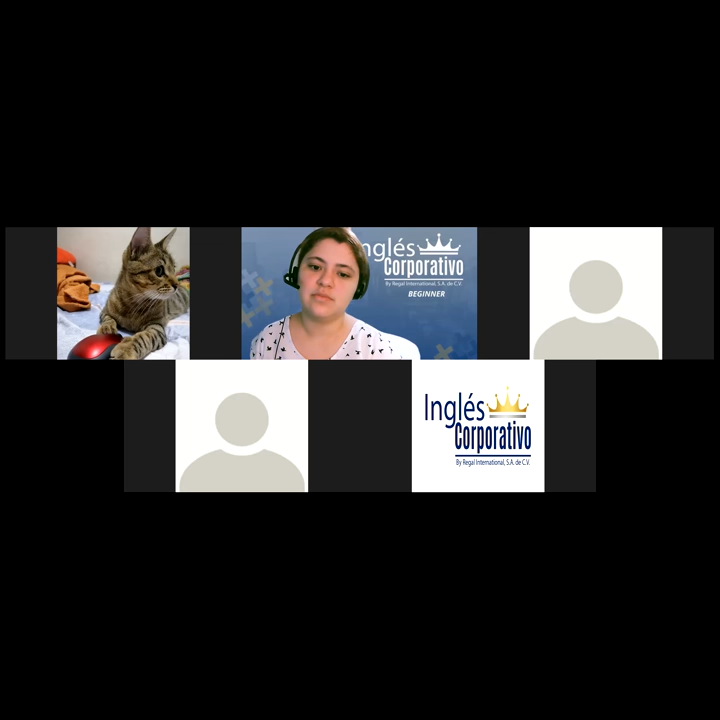 Inglés
Corporativo
By Regal International, S.A. de C.V.
BEGINNER
Inglés
Corporativo
By Regal International, S.A. de C.V.